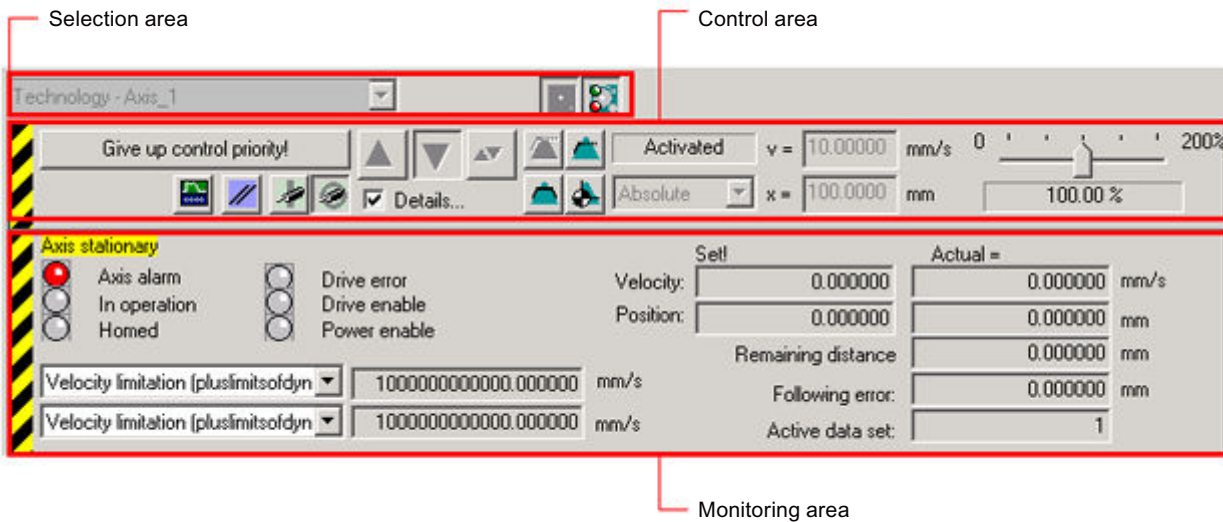 Selection area
Control area
Technology - Axis_1
Give up control priority!
Activated
v = 10.00000 mm/s
0
200%
Details...
Absolute
x = 100.0000 mm
100.00 %
Axis stationary
Set!
Actual =
Axis alarm
Drive error
Velocity: 0.000000 0.000000 mm/s
In operation
Drive enable
Position: 0.000000 0.000000 mm
Homed
Power enable
Remaining distance 0.000000 mm
Velocity limitation (pluslimitsofdyn 1000000000000.000000 mm/s
Following error: 0.000000 mm
Velocity limitation (pluslimitsofdyn 1000000000000.000000 mm/s
Active data set: 1
Monitoring area